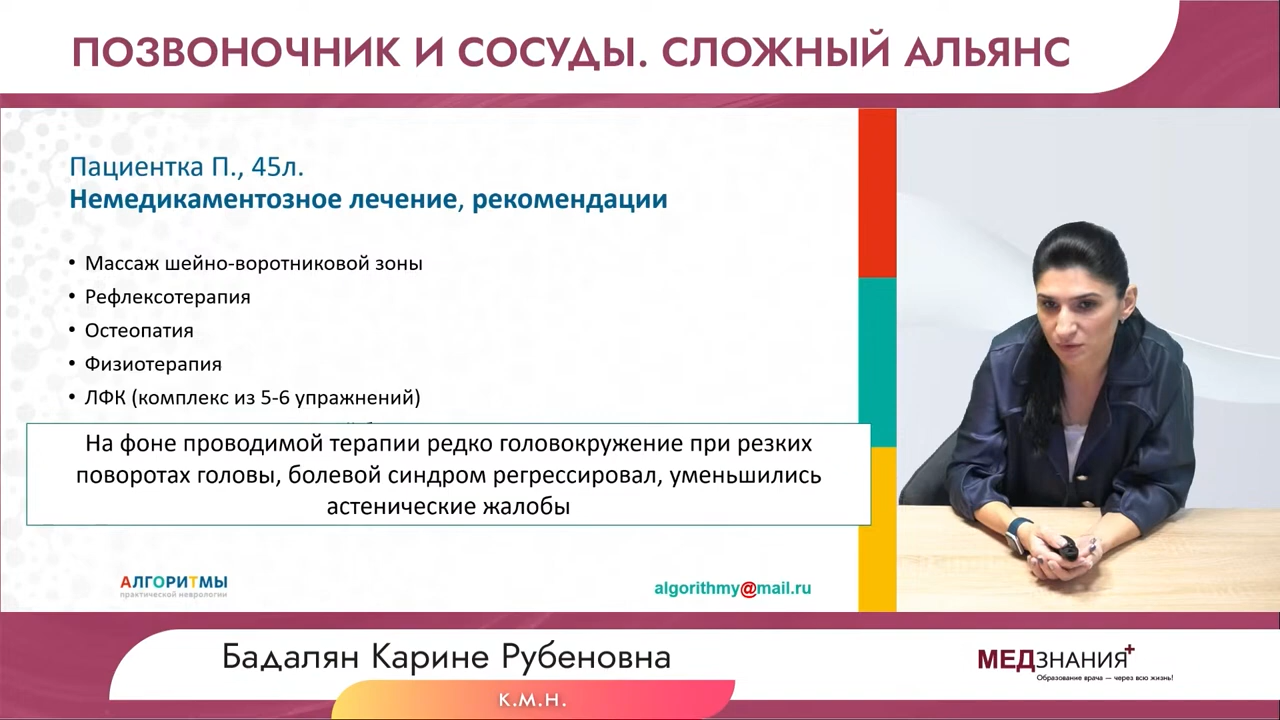 ПОЗВОНОЧНИК И СОСУДЫ. СЛОЖНЫЙ АЛЬЯНС
Пациентка П., 45л.
Немедикаментозное лечение, рекомендации
• Массаж шейно-воротниковой зоны
• Рефлексотерапия
• Остеопатия
• Физиотерапия
• ЛФК (комплекс из 5-6 упражнений)
На фоне проводимой терапии редко головокружение при резких
поворотах головы, болевой синдром регрессировал, уменьшились
астенические жалобы
АЛГОРИТМЫ
практической неврологии
algorithmy@mail.ru
Бадалян Карине Рубеновна
к.м.н.
МЕДЗНАНИЯ+
Образование врача — через всю жизнь!